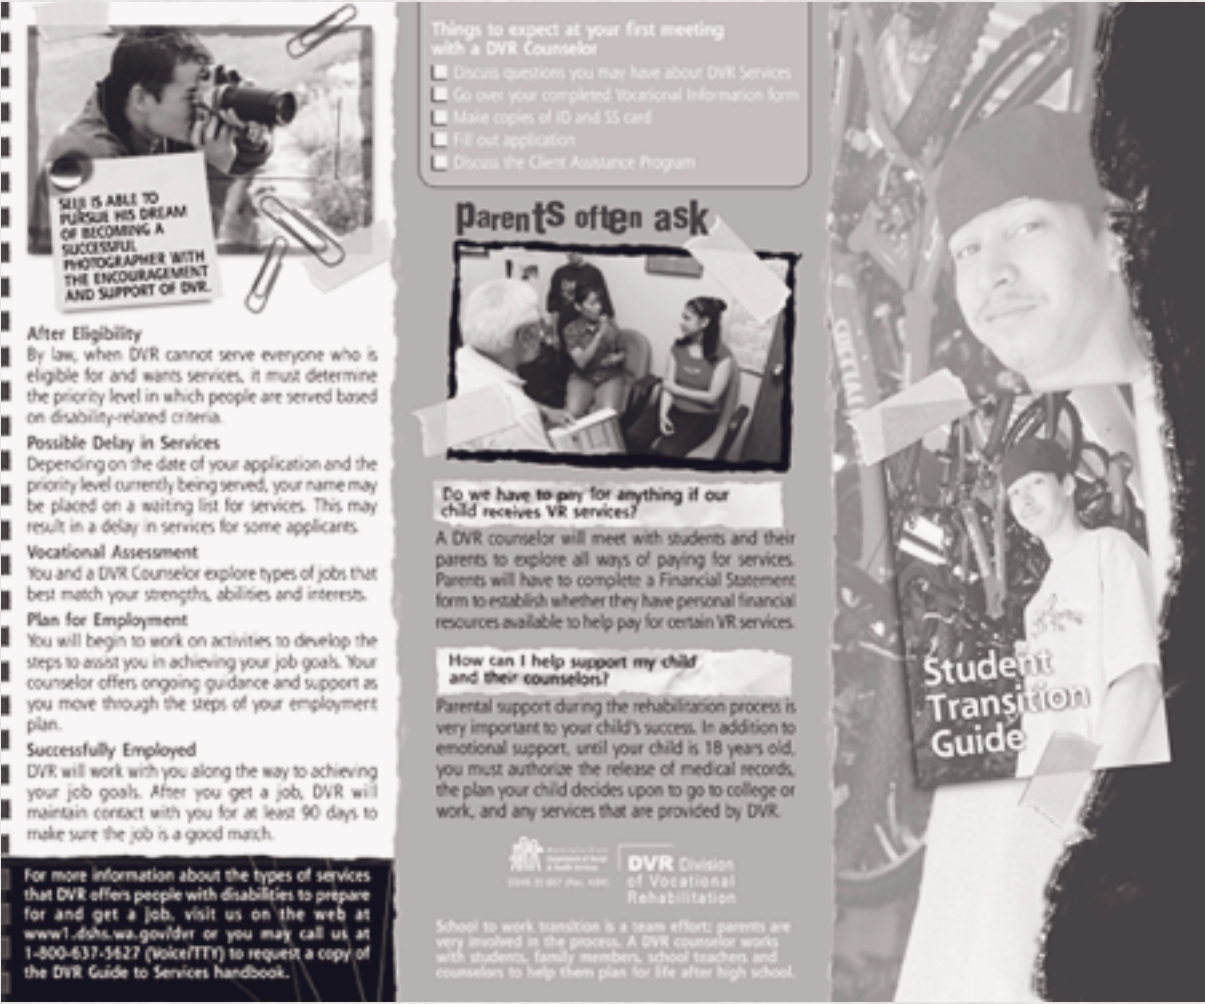 SEIJI IS ABLE TO
PURSUE HIS DREAM
OF BECOMING A
SUCCESSFUL
PHOTOGRAPHER WITH
THE ENCOURAGEMENT
AND SUPPORT OF DVR.
After Eligibility
By law, when DVR cannot serve everyone who is
eligible for and wants services, it must determine
the priority level in which people are served based
on disability-related criteria.
Possible Delay in Services
Depending on the date of your application and the
priority level currently being served, your name may
be placed on a waiting list for services. This may
result in a delay in services for some applicants.
Vocational Assessment
You and a DVR Counselor explore types of jobs that
best match your strengths, abilities and interests.
Plan for Employment
You will begin to work on activities to develop the
steps to assist you in achieving your job goals. Your
counselor offers ongoing guidance and support as
you move through the steps of your employment
plan.
Successfully Employed
DVR will work with you along the way to achieving
your job goals. After you get a job, DVR will
maintain contact with you for at least 90 days to
make sure the job is a good match.
For more information about the types of services
that DVR offers people with disabilities to prepare
for and get a job, visit us on the web at
www1.dshs.wa.gov/dvr or you may call us at
1-800-637-5627 (Voice/TTY) to request a copy of
the DVR Guide to Services handbook.
Things to expect at your first meeting
with a DVR Counselor
Discuss questions you may have about DVR Services
Go over your completed Vocational Information form
Make copies of ID and SS card
Fill out application
Discuss the Client Assistance Program
parents often ask
Do we have to pay for anything if our
child receives VR services?
A DVR counselor will meet with students and their
parents to explore all ways of paying for services.
Parents will have to complete a Financial Statement
form to establish whether they have personal financial
resources available to help pay for certain VR services.
How can I help support my child
and their counselors?
Parental support during the rehabilitation process is
very important to your child's success. In addition to
emotional support, until your child is 18 years old,
you must authorize the release of medical records,
the plan your child decides upon to go to college or
work, and any services that are provided by DVR.
Department of Social
& Health Services
DVR Division
of Vocational
Rehabilitation
School to work transition is a team effort; parents are
very involved in the process. A DVR counselor works
with students, family members, school teachers and
counselors to help them plan for life after high school.
Student
Transition
Guide